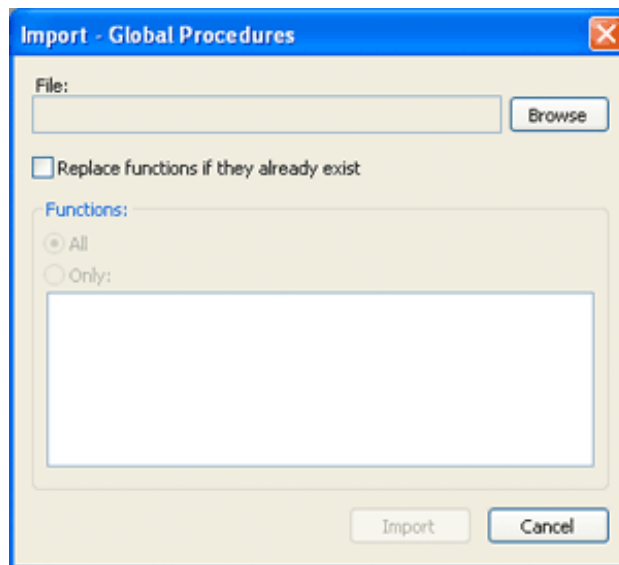 Import - Global Procedures
File:
Browse
Replace functions if they already exist
Functions:
All
Only:
Import Cancel